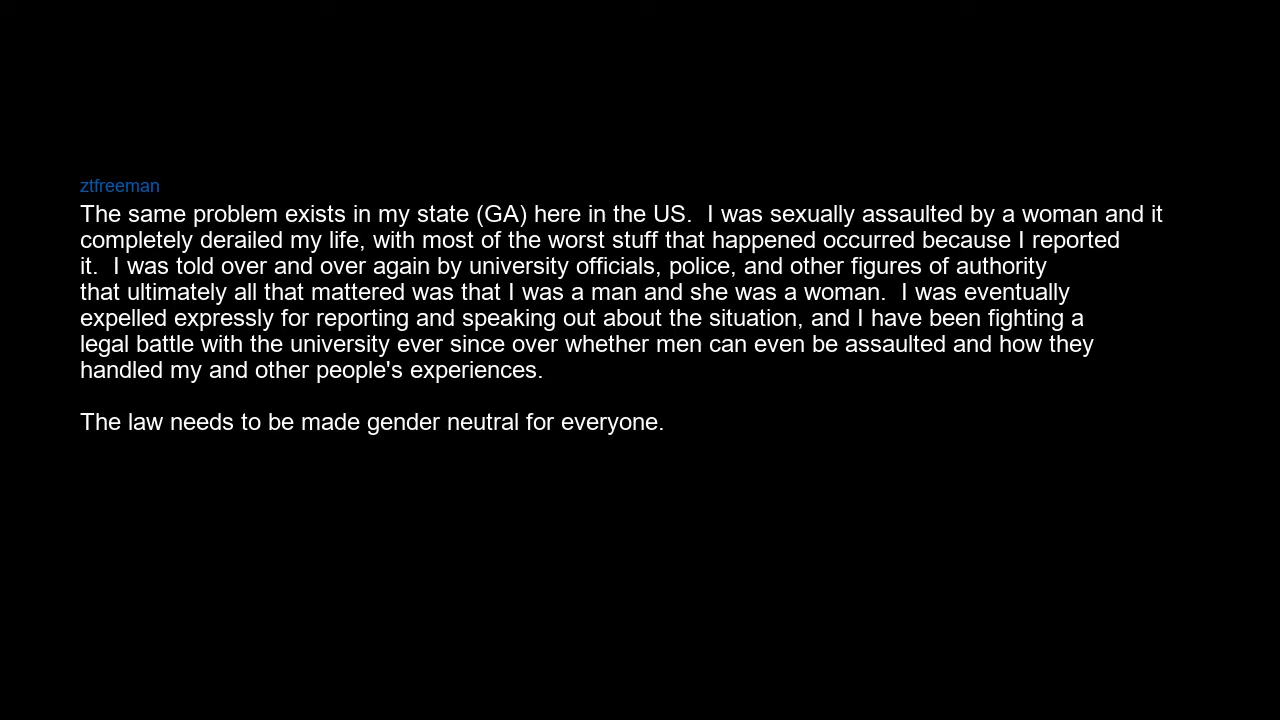 ztfreeman
The same problem exists in my state (GA) here in the US.  I was sexually assaulted by a woman and it
completely derailed my life, with most of the worst stuff that happened occurred because I reported
it.  I was told over and over again by university officials, police, and other figures of authority
that ultimately all that mattered was that I was a man and she was a woman.  I was eventually
expelled expressly for reporting and speaking out about the situation, and I have been fighting a
legal battle with the university ever since over whether men can even be assaulted and how they
handled my and other people's experiences.
The law needs to be made gender neutral for everyone.